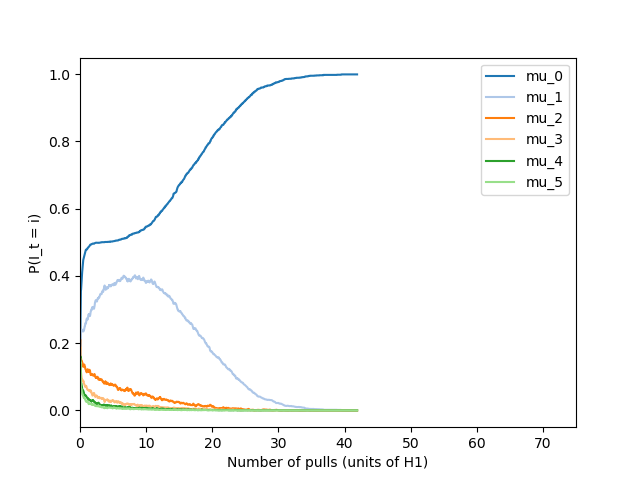 1.0
0.8
0.6
0.4
0.2
0.0
P(I_t = i)
0 10 20 30 40 50 60 70
Number of pulls (units of H1)
mu_0
mu_1
mu_2
mu_3
mu_4
mu_5